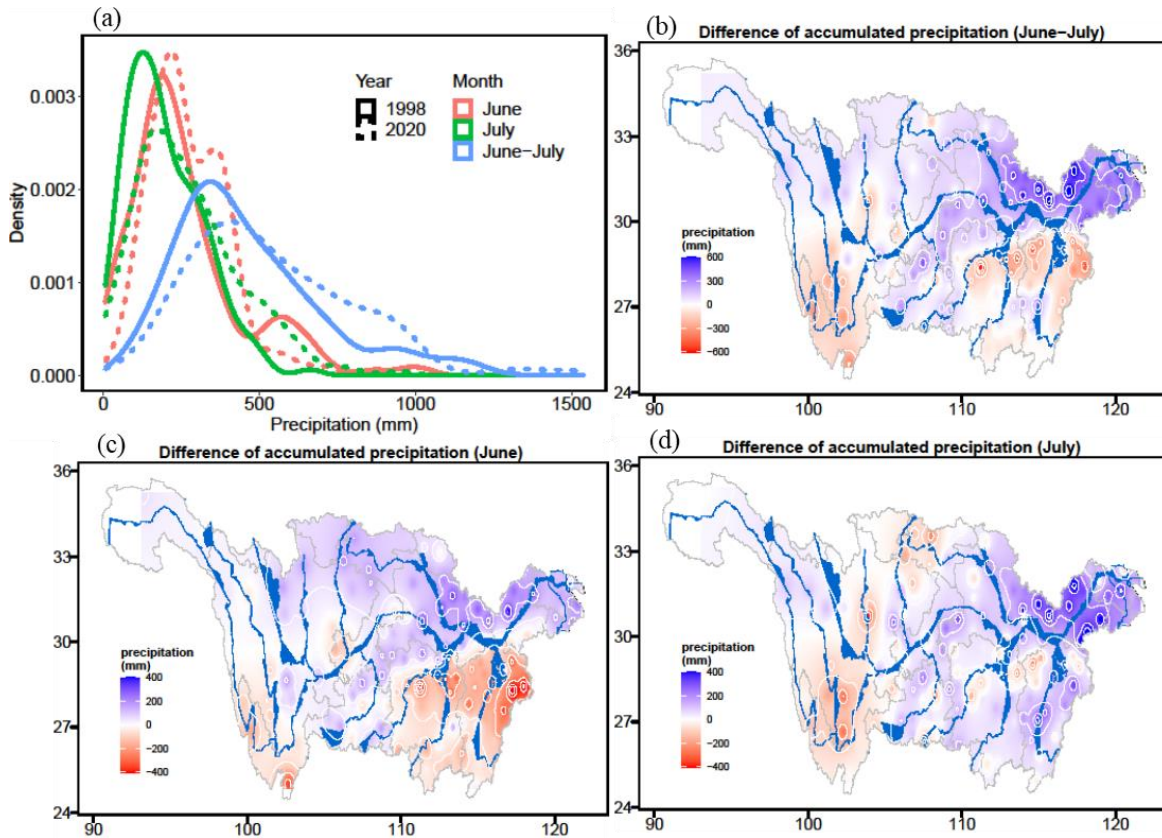 (a)
0.003
0.002
0.001
0.000
Density
0
500
1000
1500
Precipitation (mm)
Year
1998
2020
Month
June
July
June−July
(b)
Difference of accumulated precipitation (June−July)
36
33
30
27
24
90
100
110
120
precipitation
(mm)
600
300
0
−300
−600
(c)
Difference of accumulated precipitation (June)
36
33
30
27
24
90
100
110
120
precipitation
(mm)
400
200
0
−200
−400
(d)
Difference of accumulated precipitation (July)
36
33
30
27
24
90
100
110
120
precipitation
(mm)
400
200
0
−200
−400